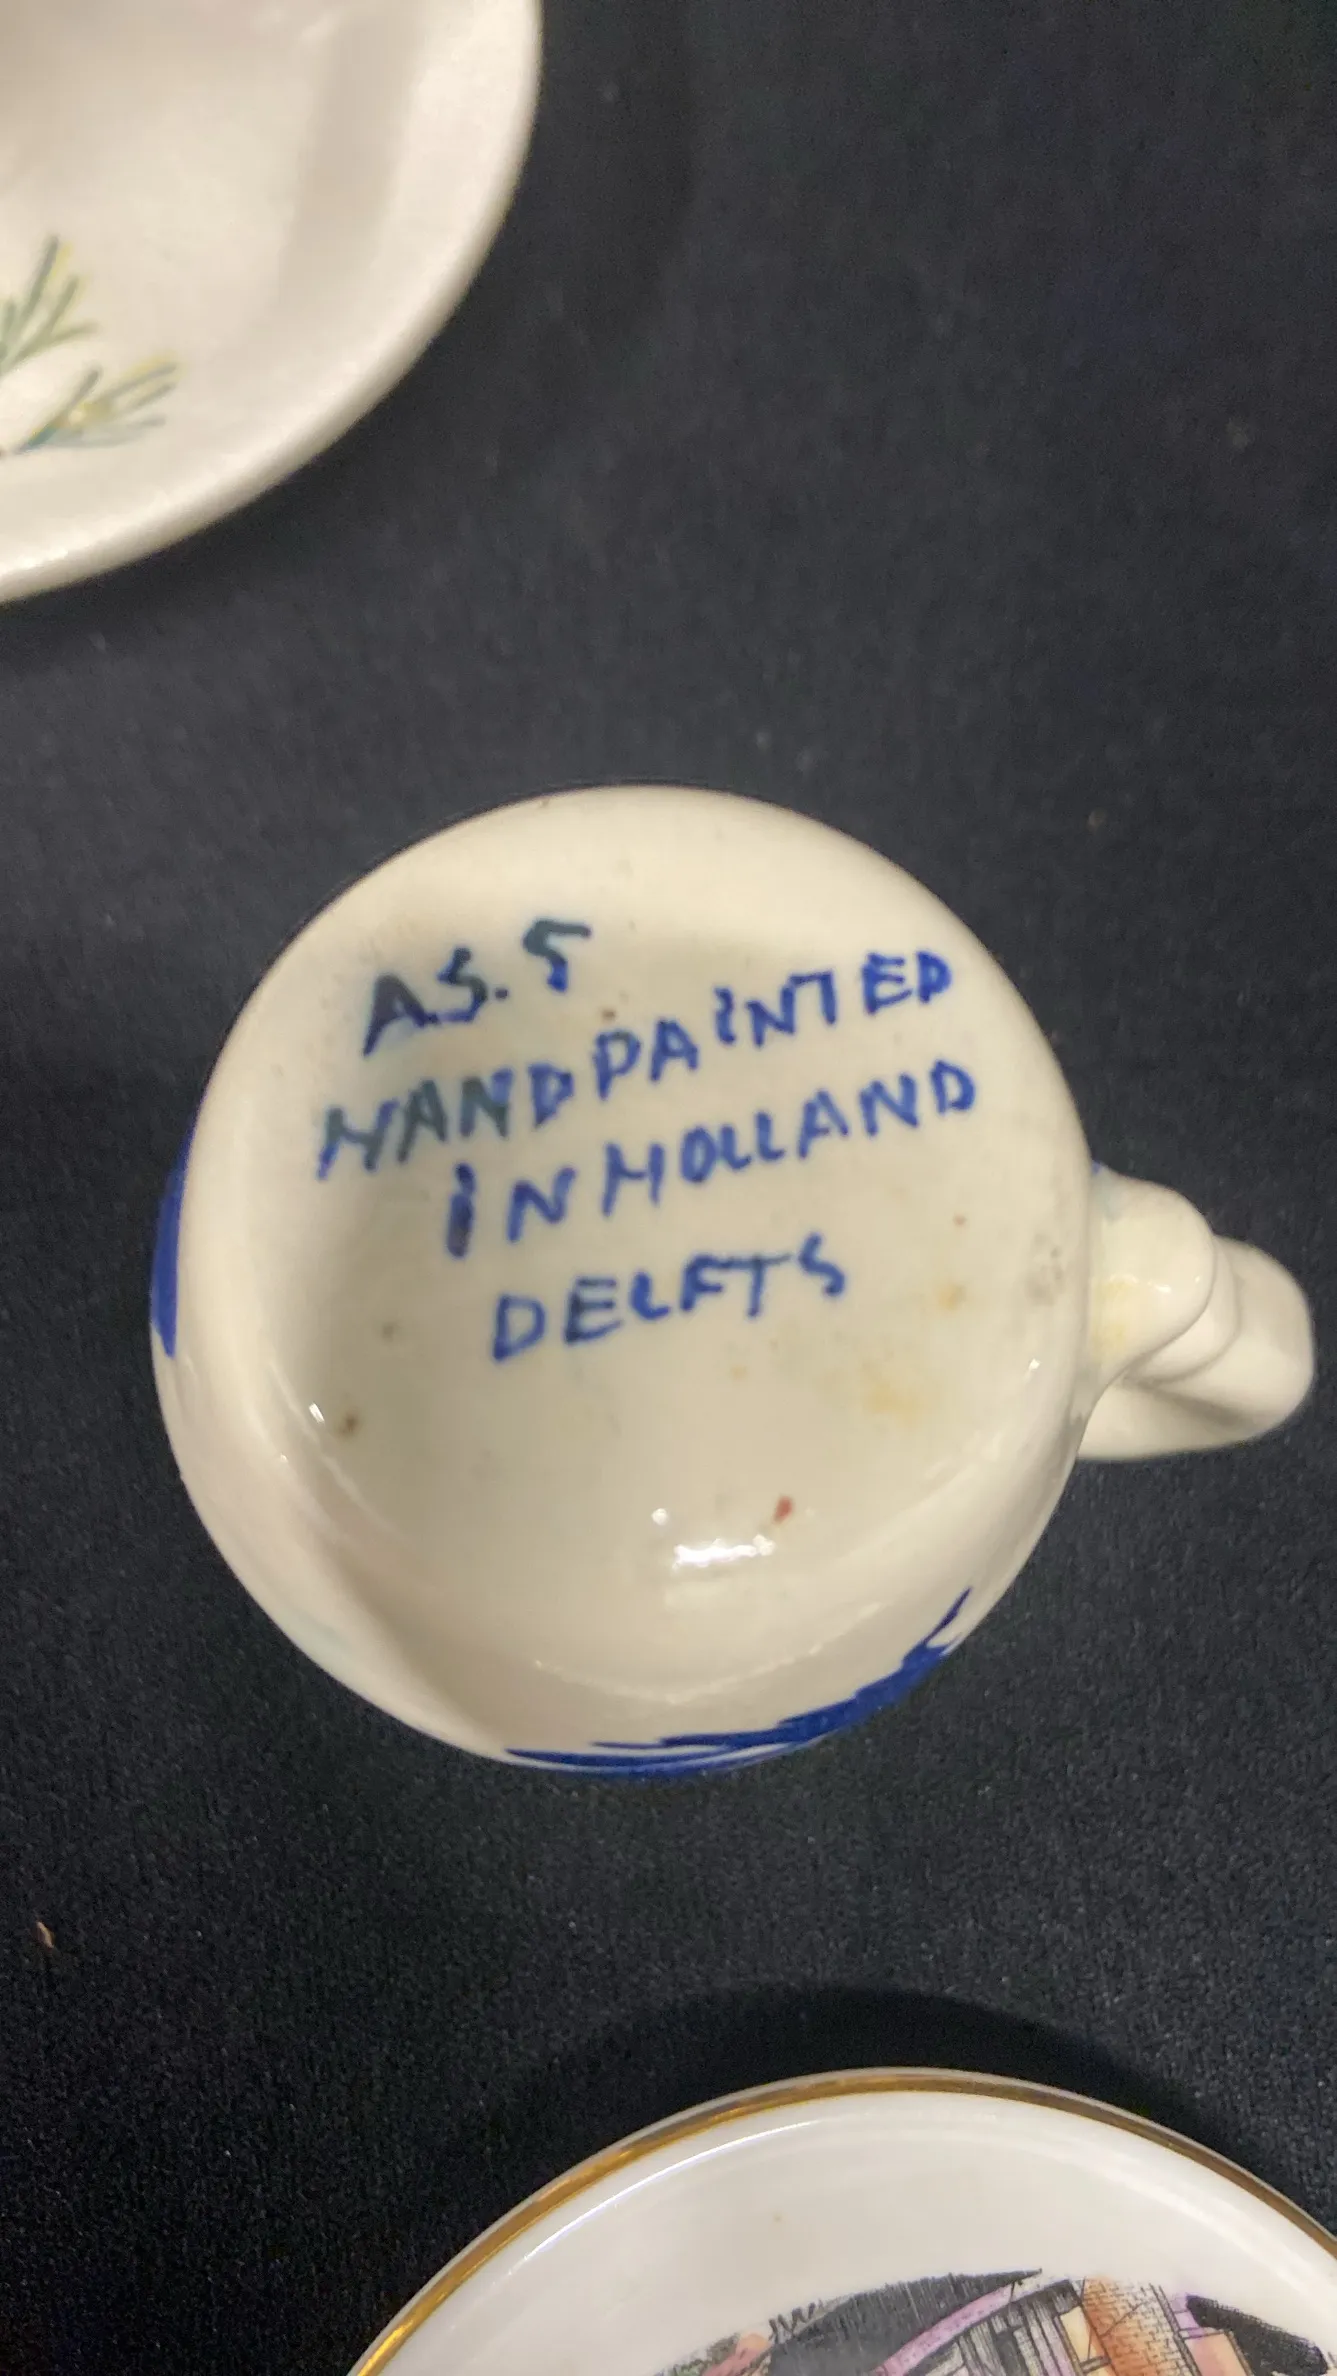 A.S. 5
HANDPAINTED
IN HOLLAND
DELFTS